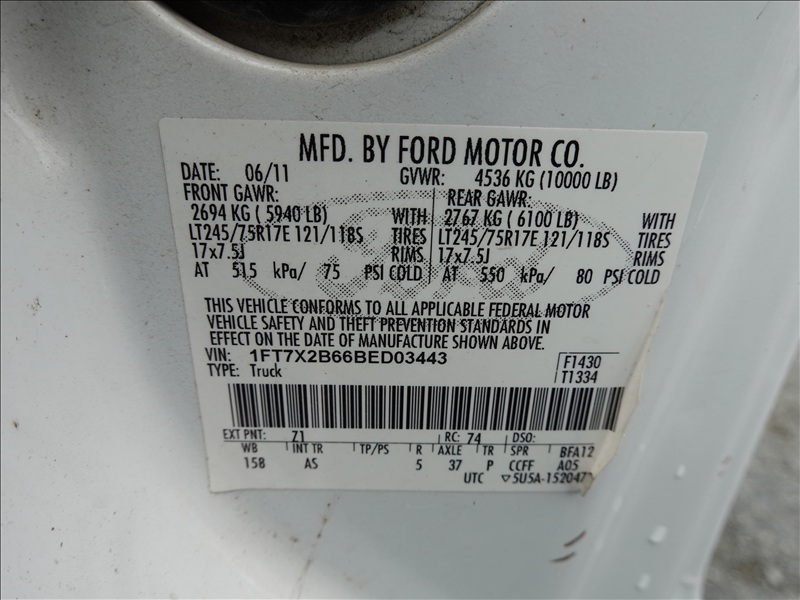 MFD. BY FORD MOTOR CO.
DATE: 06/11 GVWR: 4536 KG (10000 LB)
FRONT GAWR: REAR GAWR:
2694 KG ( 5940 LB) WITH 2767 KG ( 6100 LB) WITH
LT245/75R17E 121/118S TIRES LT245/75R17E 121/118S TIRES
17x7.5J RIMS 17x7.5J RIMS
AT 515 kPa/ 75 PSI COLD AT 550 kPa/ 80 PSI COLD
THIS VEHICLE CONFORMS TO ALL APPLICABLE FEDERAL MOTOR
VEHICLE SAFETY AND THEFT PREVENTION STANDARDS IN
EFFECT ON THE DATE OF MANUFACTURE SHOWN ABOVE.
VIN: 1FT7X2B66BED03443 F1430
TYPE: Truck T1334
EXT PNT: 71 RC: 74 DSO:
WB INT TR TP/PS R AXLE TR SPR BFA12
158 AS 5 37 P CCFF A05
UTC ▽5U5A-152047